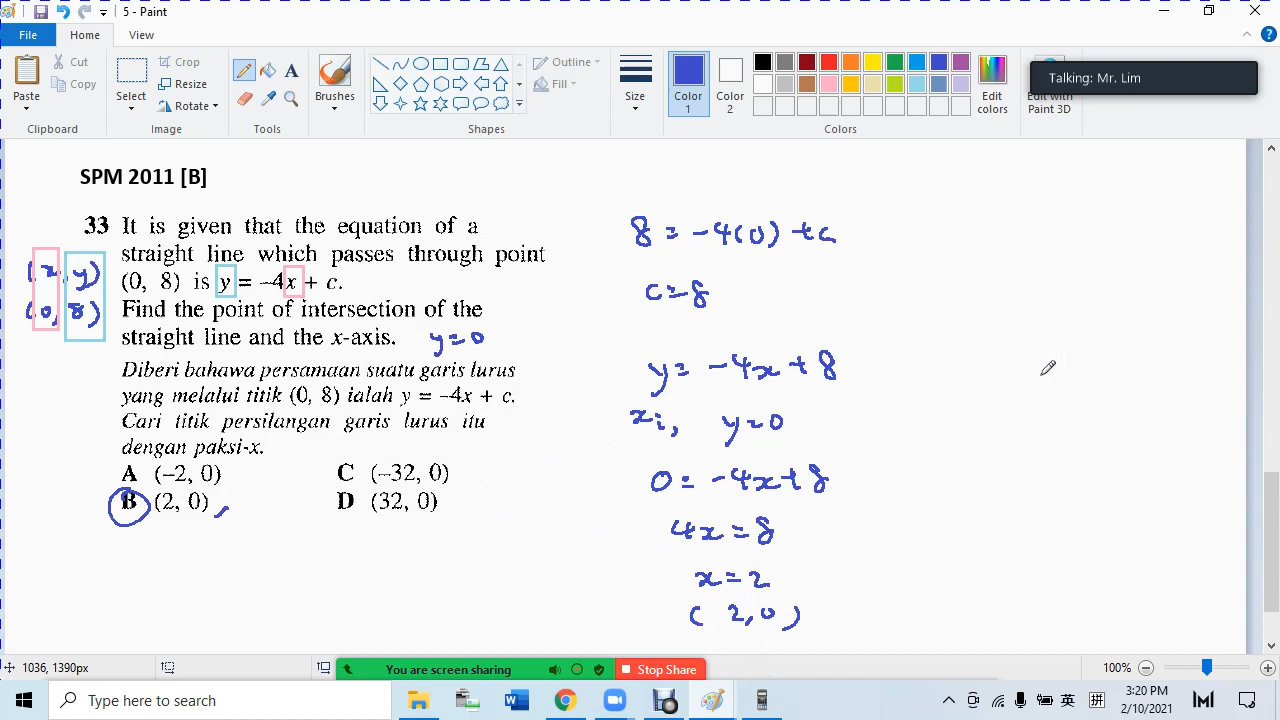 5 - Paint
File Home View
Paste
Cut
Copy
Clipboard
Select
Crop
Resize
Rotate
Image
A
Tools
Brushes
Shapes
Outline
Fill
Size
Color 1
Color 2
Colors
Edit colors
Edit with Paint 3D
Talking: Mr. Lim
SPM 2011 [B]
33 It is given that the equation of a
straight line which passes through point
(0, 8) is y = –4x + c.
Find the point of intersection of the
straight line and the x-axis.
y = 0
(x, y)
(0, 8)
Diberi bahawa persamaan suatu garis lurus
yang melalui titik (0, 8) ialah y = –4x + c.
Cari titik persilangan garis lurus itu
dengan paksi-x.
A (–2, 0) C (–32, 0)
B (2, 0) D (32, 0)
8 = -4(0) + c
c = 8
y = -4x + 8
xi, y = 0
0 = -4x + 8
4x = 8
x = 2
( 2, 0 )
1036, 1390px
You are screen sharing
Stop Share
100%
Type here to search
英
拼
3:20 PM
2/10/2021